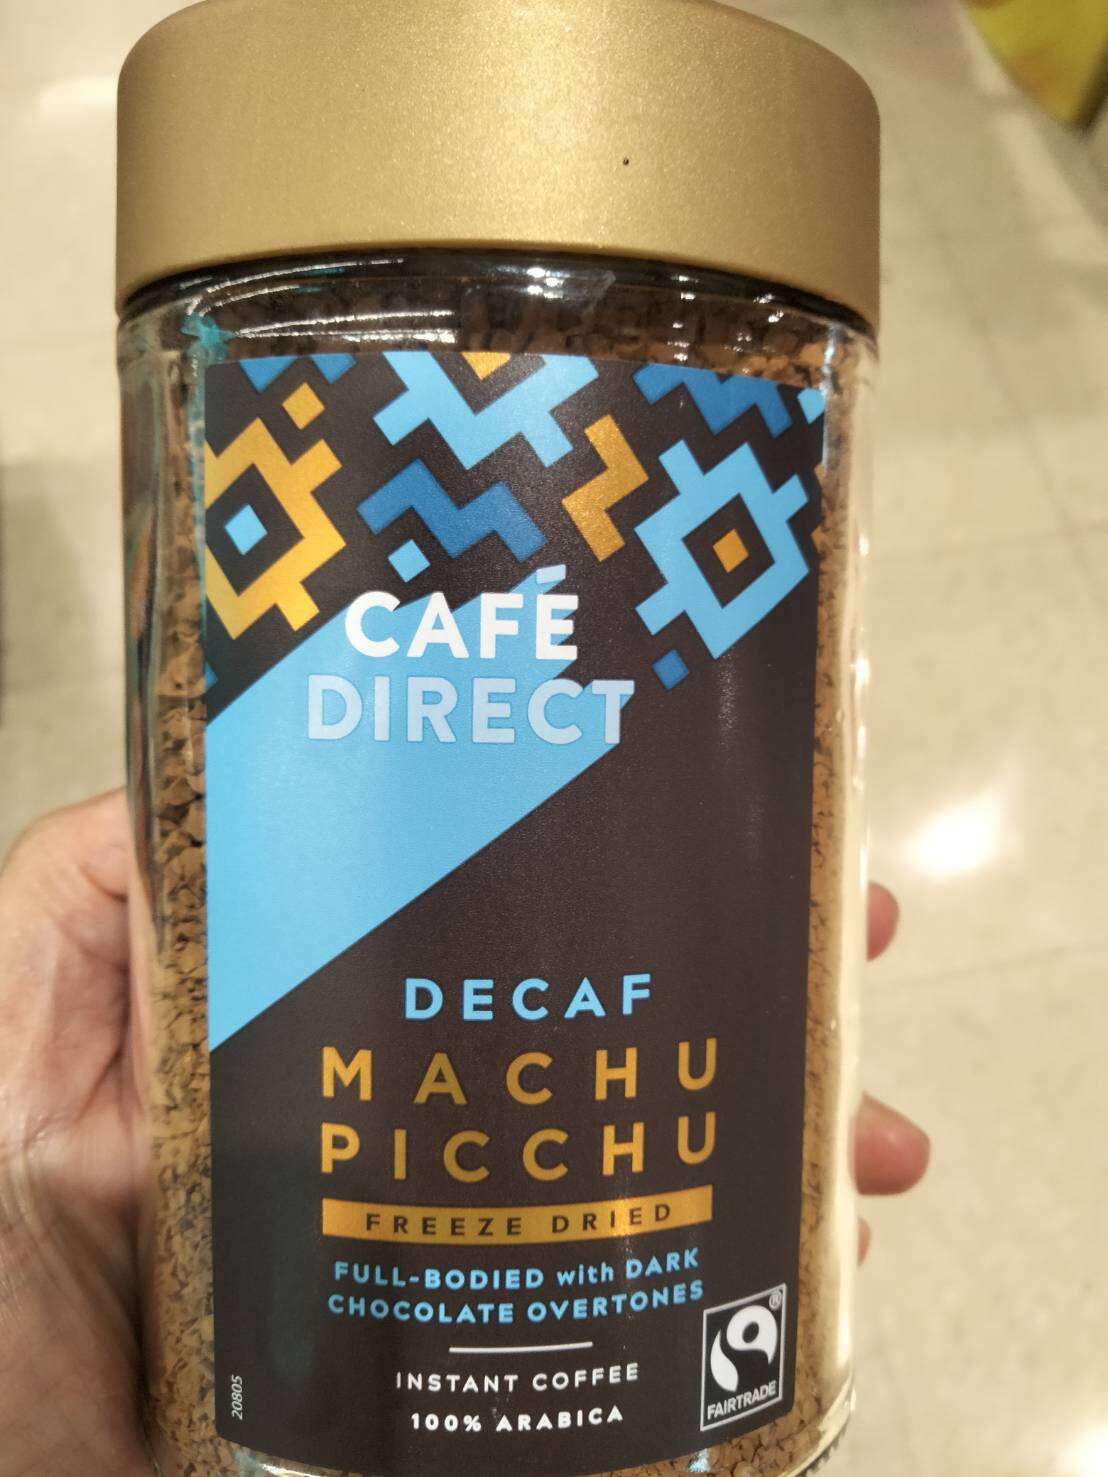 CAFÉ
DIRECT
DECAF
MACHU
PICCHU
FREEZE DRIED
FULL-BODIED with DARK
CHOCOLATE OVERTONES
INSTANT COFFEE
100% ARABICA
®
FAIRTRADE
20805